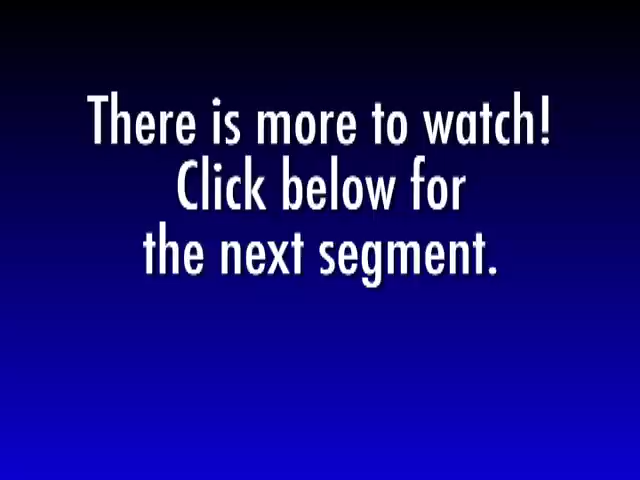 There is more to watch!
Click below for
the next segment.